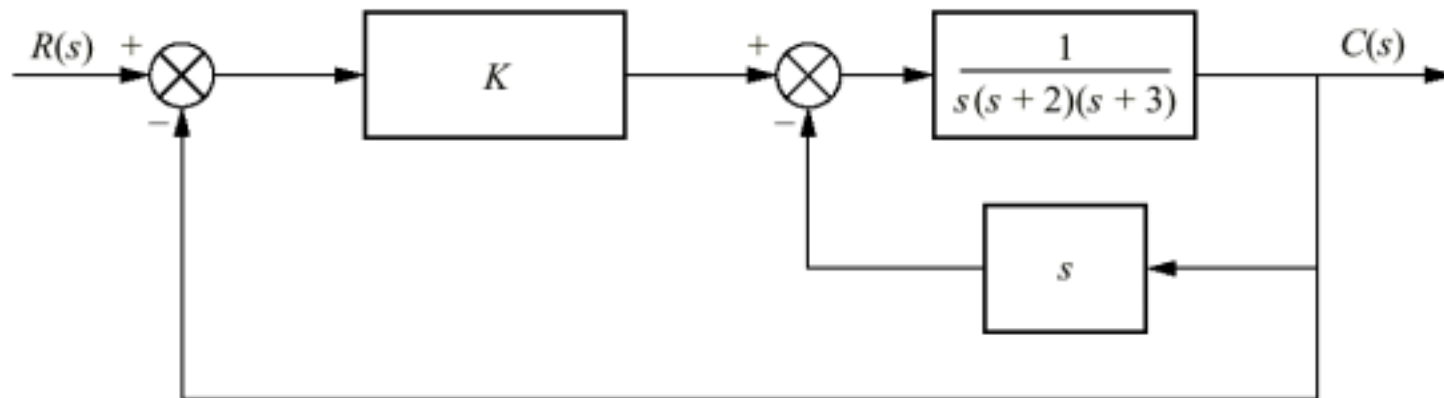 R(s)
+
−
K
+
−
1
s(s + 2)(s + 3)
C(s)
s